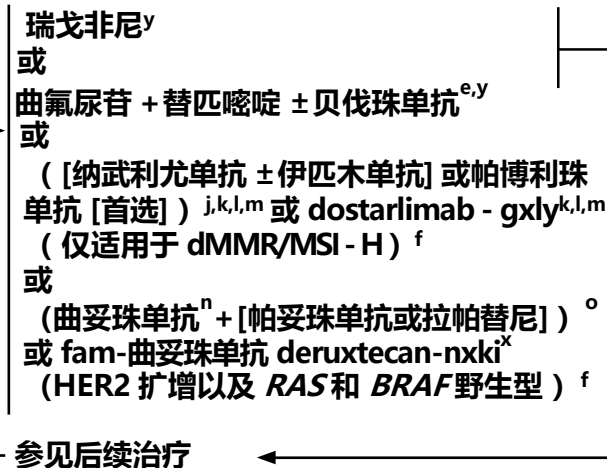 瑞戈非尼y
或
曲氟尿苷 +替匹嘧啶 ±贝伐珠单抗e,y
或
（ [纳武利尤单抗 ±伊匹木单抗] 或帕博利珠
单抗 [首选] ） j,k,l,m 或 dostarlimab - gxlyk,l,m
（ 仅适用于 dMMR/MSI - H ） f
或
(曲妥珠单抗n+[帕妥珠单抗或拉帕替尼] ） o
或 fam-曲妥珠单抗 deruxtecan-nxkix
(HER2 扩增以及 RAS 和 BRAF 野生型 ） f
参见后续治疗